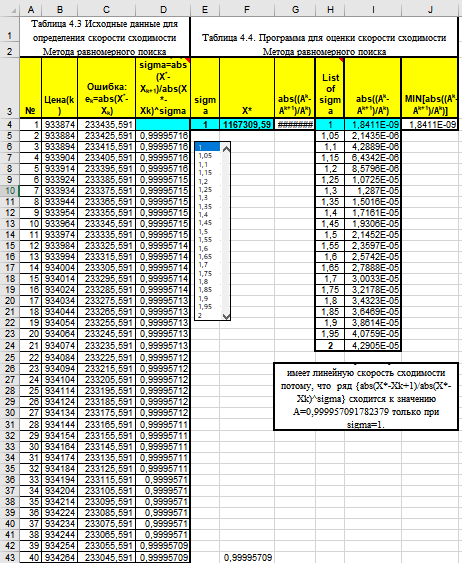 A B C D E F G H I J
Таблица 4.3 Исходные данные для
определения скорости сходимости
Метода равномерного поиска
Таблица 4.4. Программа для оценки скорости сходимости
Метода равномерного поиска
1
2
3
№
Цена(k
)
Ошибка:
eₖ=abs(X*-
Xₖ)
sigma=abs
(X*-
Xₖ₊₁)/abs(X
*-
Xk)^sigma
sigm
a
X*
abs((Aᵏ-
Aᵏ⁺¹)/Aᵏ)
List
of
sigm
a
abs((Aᵏ-
Aᵏ⁺¹)/Aᵏ)
MIN[abs((Aᵏ-
Aᵏ⁺¹)/Aᵏ)]
4 1 933874 233435,591 1 1167309,59 ####### 1 1,8411E-09 1,8411E-09
5 2 933884 233425,591 0,99995716 1,05 2,1435E-06
6 3 933894 233415,591 0,99995716 1 1,1 4,2889E-06
7 4 933904 233405,591 0,99995716 1,05 1,15 6,4342E-06
8 5 933914 233395,591 0,99995716 1,1 1,2 8,5796E-06
9 6 933924 233385,591 0,99995715 1,15 1,25 1,0725E-05
10 7 933934 233375,591 0,99995715 1,2 1,3 1,287E-05
11 8 933944 233365,591 0,99995715 1,25 1,35 1,5016E-05
12 9 933954 233355,591 0,99995715 1,3 1,4 1,7161E-05
13 10 933964 233345,591 0,99995715 1,35 1,45 1,9306E-05
14 11 933974 233335,591 0,99995715 1,4 1,5 2,1452E-05
15 12 933984 233325,591 0,99995714 1,45 1,55 2,3597E-05
16 13 933994 233315,591 0,99995714 1,5 1,6 2,5742E-05
17 14 934004 233305,591 0,99995714 1,55 1,65 2,7888E-05
18 15 934014 233295,591 0,99995714 1,6 1,7 3,0033E-05
19 16 934024 233285,591 0,99995714 1,65 1,75 3,2178E-05
20 17 934034 233275,591 0,99995713 1,7 1,8 3,4323E-05
21 18 934044 233265,591 0,99995713 1,75 1,85 3,6469E-05
22 19 934054 233255,591 0,99995713 1,8 1,9 3,8614E-05
23 20 934064 233245,591 0,99995713 1,85 1,95 4,0759E-05
24 21 934074 233235,591 0,99995713 1,9 2 4,2905E-05
1,95
2
25 22 934084 233225,591 0,99995712
26 23 934094 233215,591 0,99995712
27 24 934104 233205,591 0,99995712
28 25 934114 233195,591 0,99995712
29 26 934124 233185,591 0,99995712
30 27 934134 233175,591 0,99995712
имеет линейную скорость сходимости
потому, что ряд {abs(X*-Xk+1)/abs(X*-
Xk)^sigma} сходится к значению
A=0,999957091782379 только при
sigma=1.
31 28 934144 233165,591 0,99995711
32 29 934154 233155,591 0,99995711
33 30 934164 233145,591 0,99995711
34 31 934174 233135,591 0,99995711
35 32 934184 233125,591 0,99995711
36 33 934194 233115,591 0,9999571
37 34 934204 233105,591 0,9999571
38 35 934214 233095,591 0,9999571
39 36 934224 233085,591 0,9999571
40 37 934234 233075,591 0,9999571
41 38 934244 233065,591 0,9999571
42 39 934254 233055,591 0,99995709
43 40 934264 233045,591 0,99995709 0,99995709